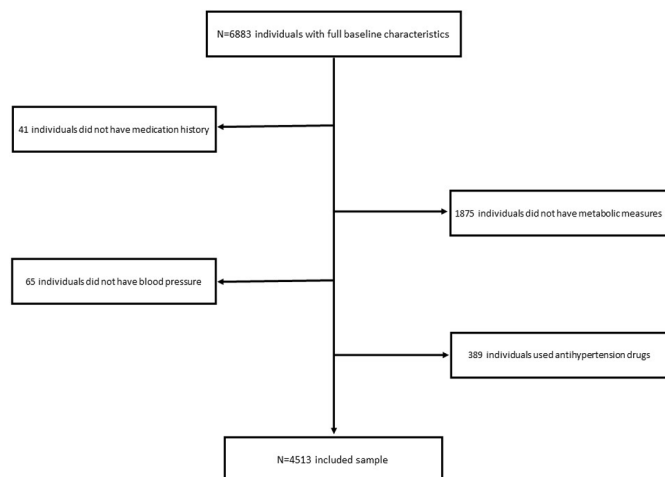 N=6883 individuals with full baseline characteristics
41 individuals did not have medication history
1875 individuals did not have metabolic measures
65 individuals did not have blood pressure
389 individuals used antihypertension drugs
N=4513 included sample